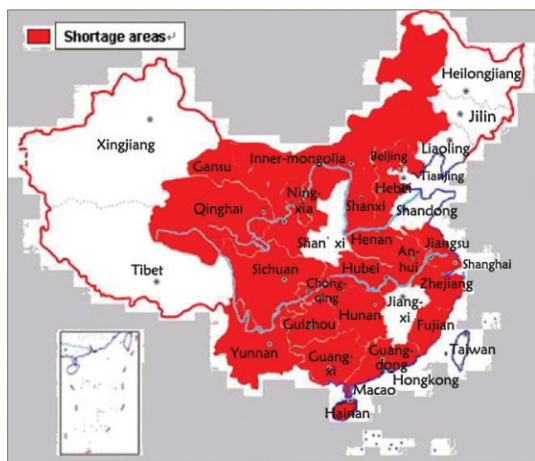 Shortage areas↵
Heilongjiang
Jilin
Xingjiang
Liaoling
Inner-mongolia
Beijing
Gansu
Tianjing
Hebei
Ning-
xia
Shanxi
Qinghai
Shandong
Shan' xi
Henan
Jiangsu
An-
hui
Hubei
Shanghai
Tibet
Sichuan
Zhejiang
Chong-
qing
Jiang-
xi
Hunan
Guizhou
Fujian
Yunnan
Guang-
xi
Guang-
dong
Taiwan
Hongkong
Macao
Hainan